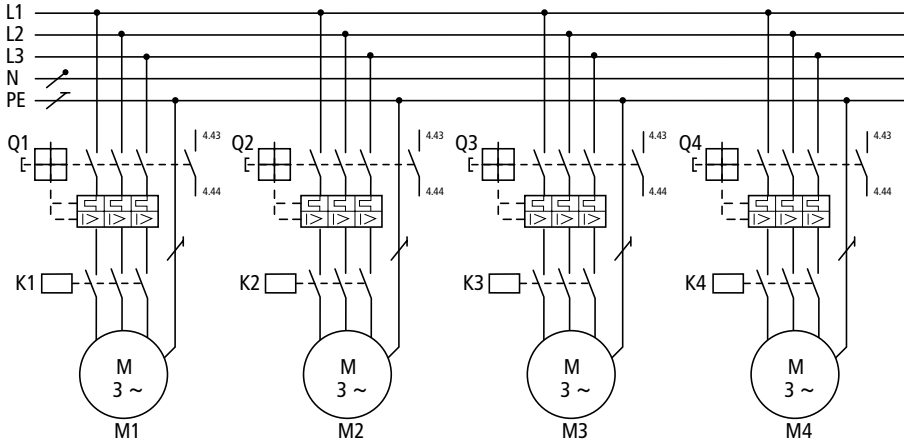 L1
L2
L3
N
PE
Q1 4.43 Q2 4.43 Q3 4.43 Q4 4.43
4.44 4.44 4.44 4.44
I> I> I> I> I> I> I> I> I> I> I> I>
K1 K2 K3 K4
M M M M
3 ~ 3 ~ 3 ~ 3 ~
M1 M2 M3 M4